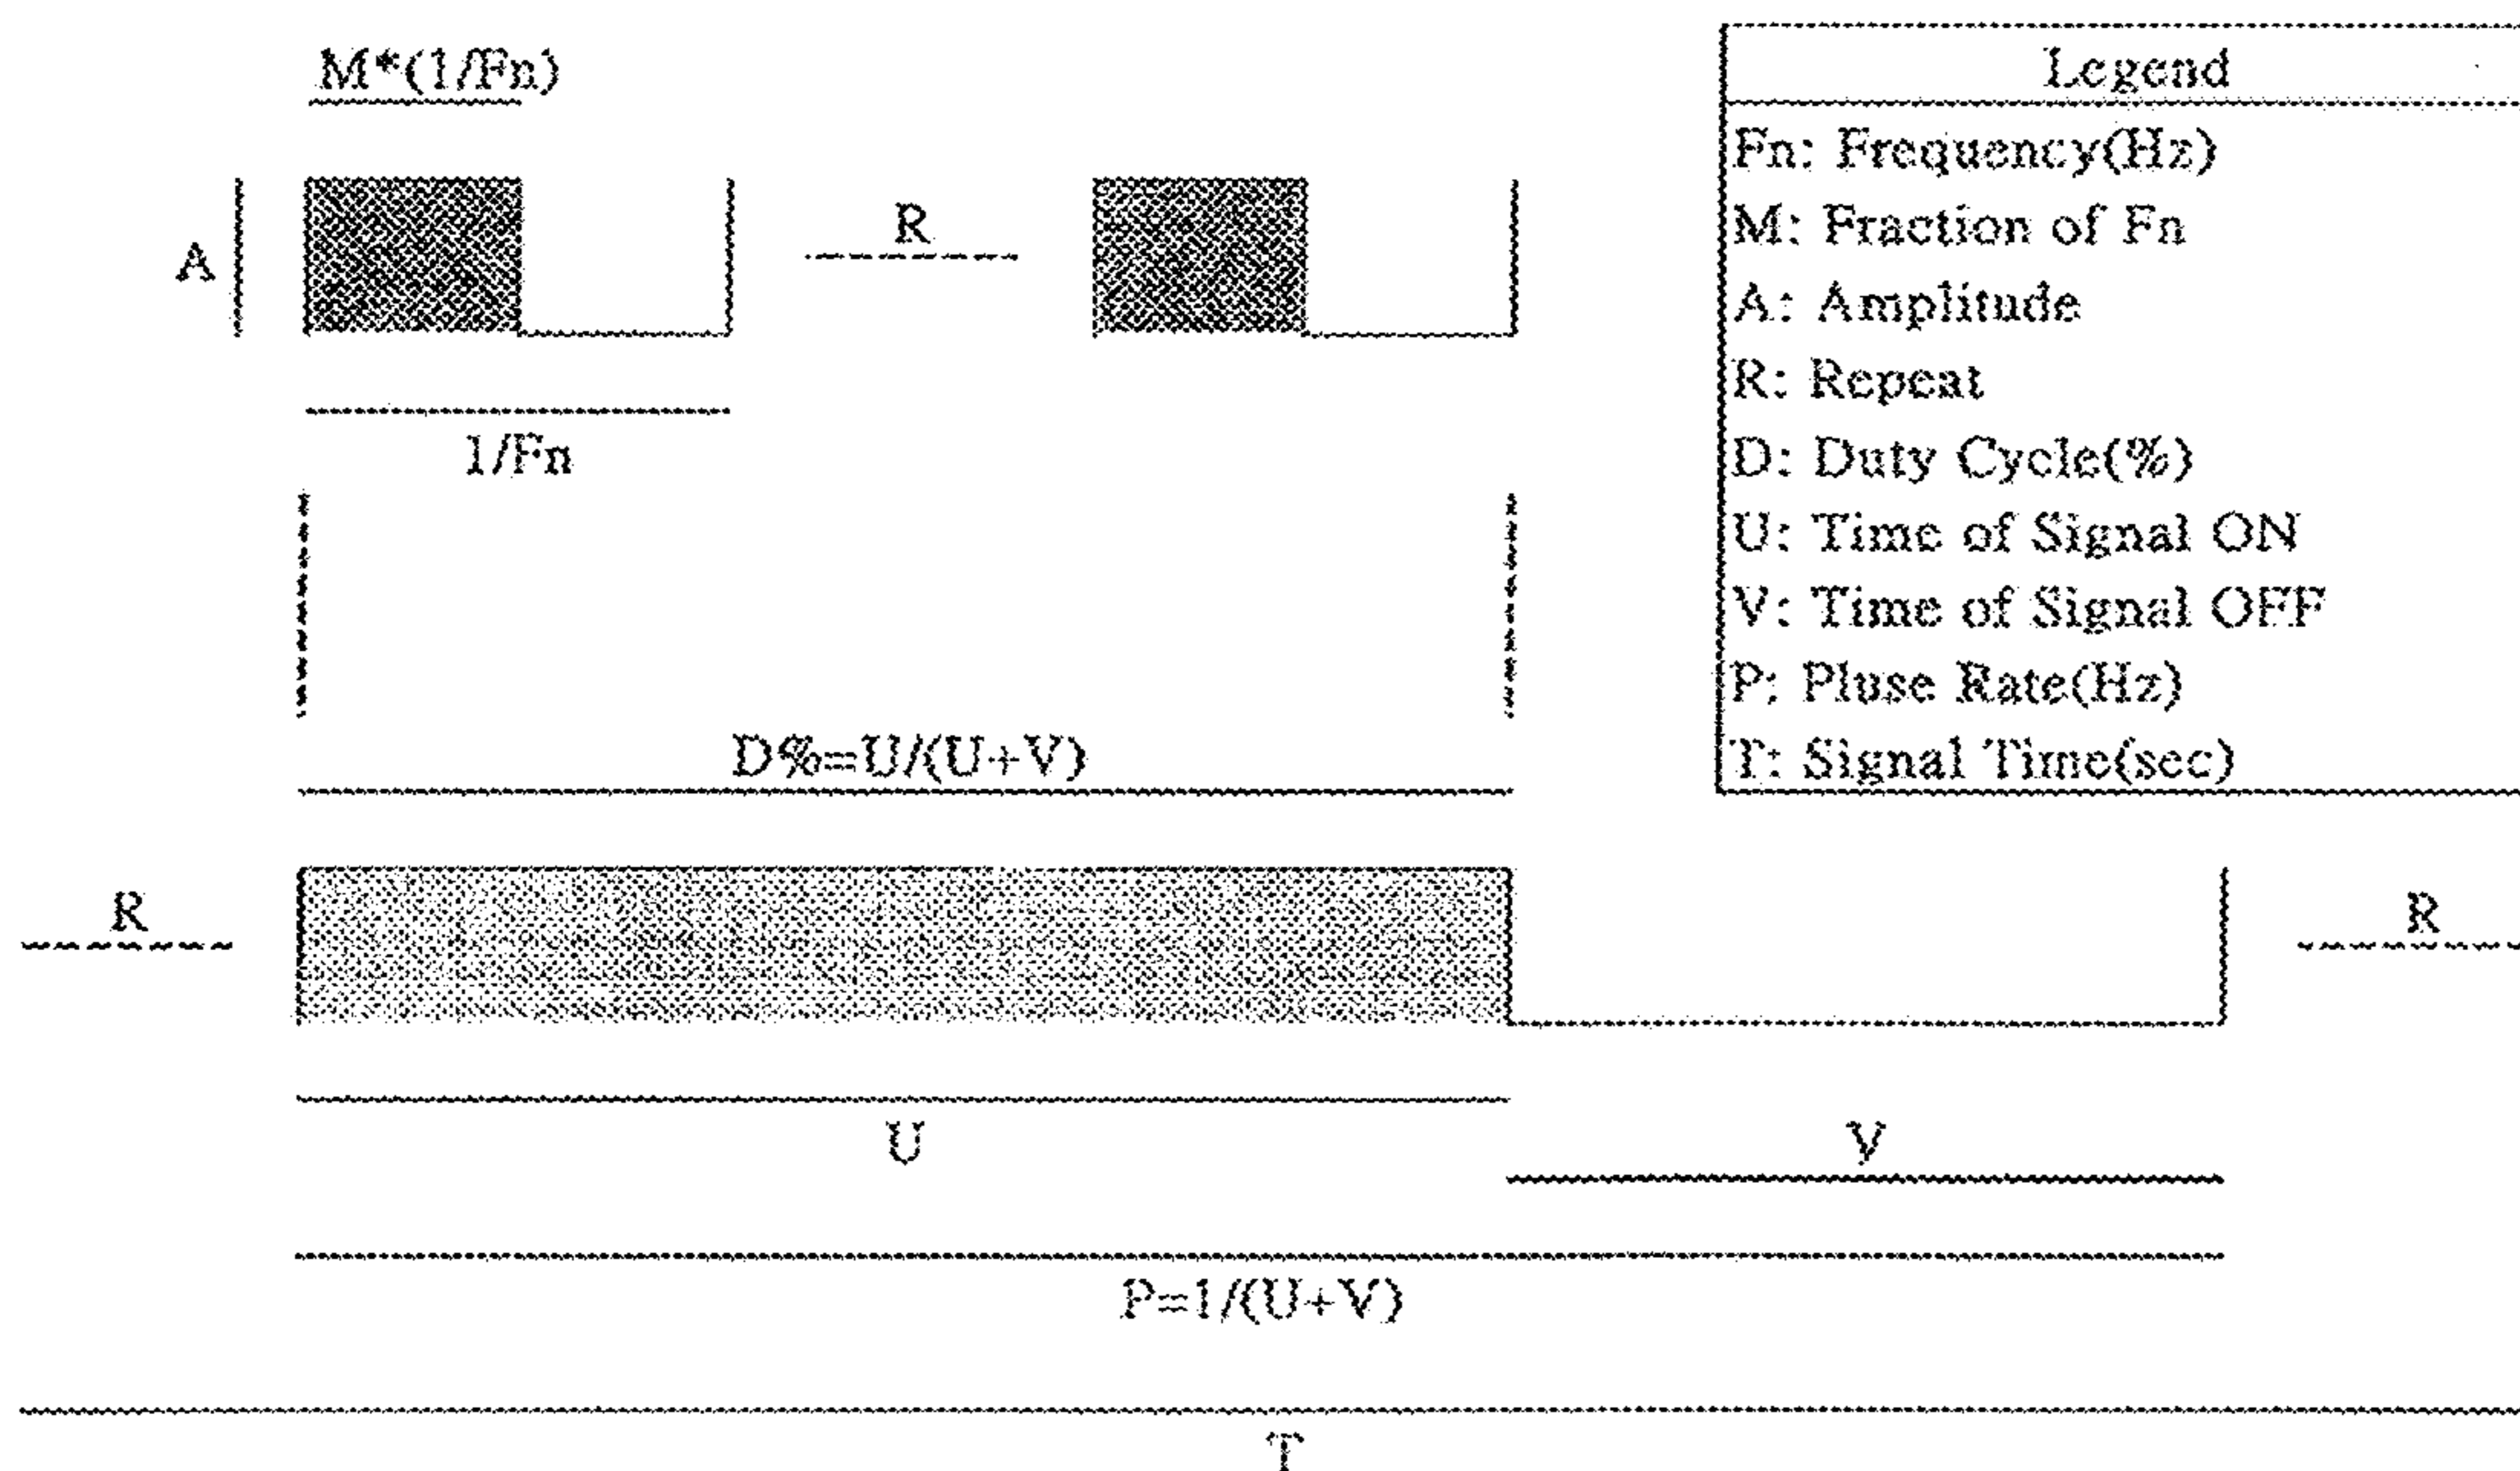 M*(1/Fn)
A
R
1/Fn
D%=U/(U+V)
R
R
U
V
P=1/(U+V)
T
Legend
Fn: Frequency(Hz)
M: Fraction of Fn
A: Amplitude
R: Repeat
D: Duty Cycle(%)
U: Time of Signal ON
V: Time of Signal OFF
P: Pluse Rate(Hz)
T: Signal Time(sec)